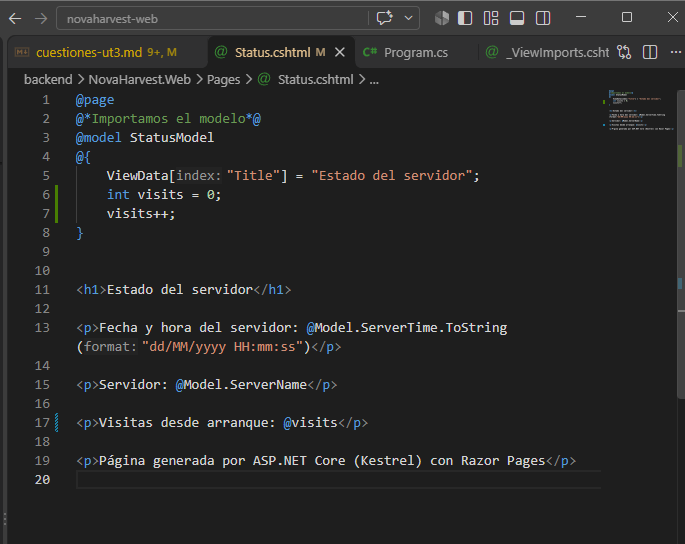 novaharvest-web
cuestiones-ut3.md 9+, M
Status.cshtml M
Program.cs
_ViewImports.csht
backend > NovaHarvest.Web > Pages > Status.cshtml > ...
1 @page
2 @*Importamos el modelo*@
3 @model StatusModel
4 @{
5 ViewData[index: "Title"] = "Estado del servidor";
6 int visits = 0;
7 visits++;
8 }
9
10
11 <h1>Estado del servidor</h1>
12
13 <p>Fecha y hora del servidor: @Model.ServerTime.ToString
(format: "dd/MM/yyyy HH:mm:ss")</p>
14
15 <p>Servidor: @Model.ServerName</p>
16
17 <p>Visitas desde arranque: @visits</p>
18
19 <p>Página generada por ASP.NET Core (Kestrel) con Razor Pages</p>
20